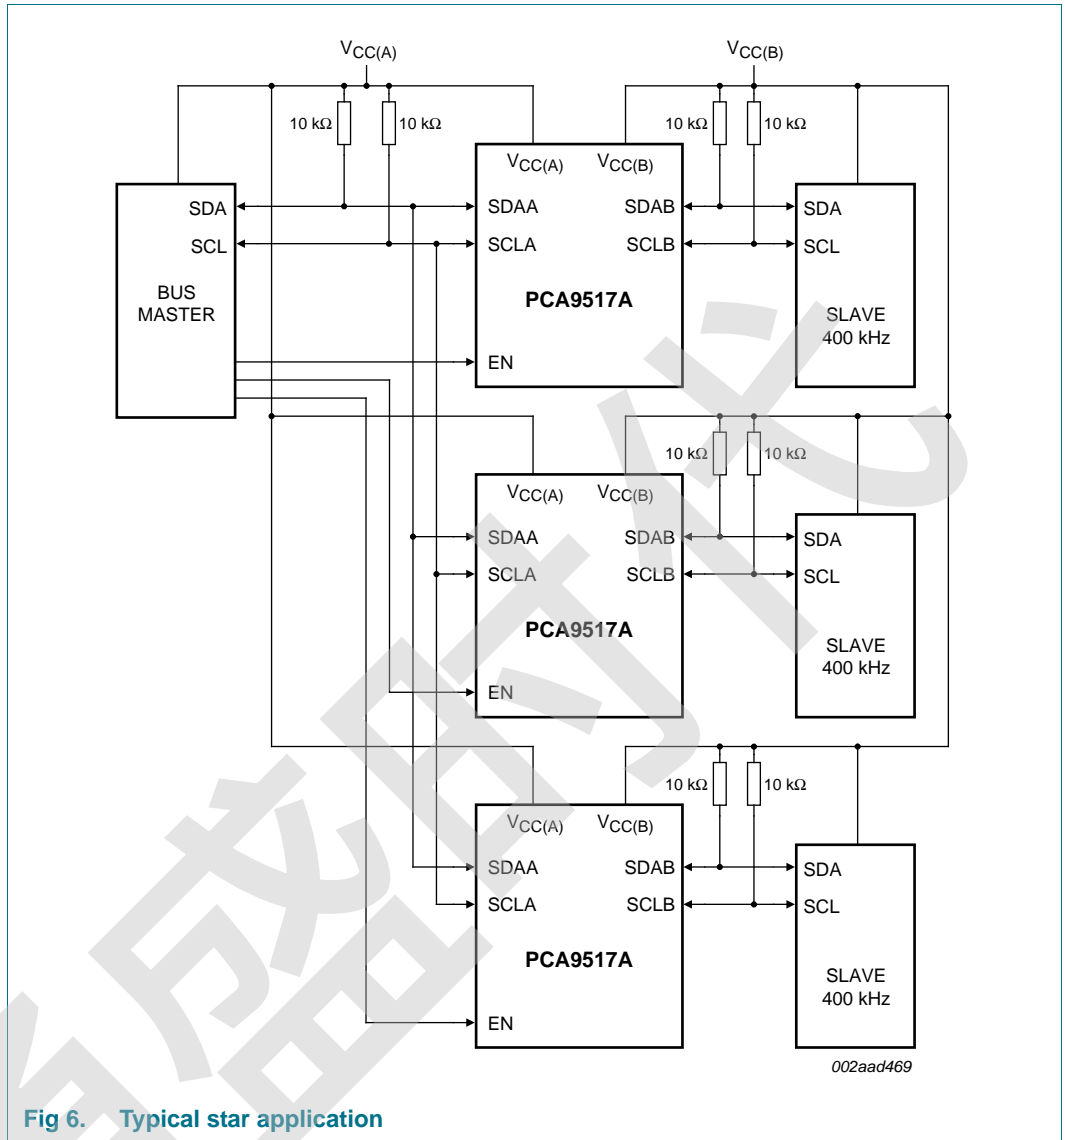 VCC(A) VCC(B)
10 kΩ 10 kΩ 10 kΩ 10 kΩ
VCC(A) VCC(B)
SDA SDAA SDAB SDA
SCL SCLA SCLB SCL
BUS
MASTER
PCA9517A
SLAVE
400 kHz
EN
10 kΩ 10 kΩ
VCC(A) VCC(B)
SDAA SDAB SDA
SCLA SCLB SCL
PCA9517A
SLAVE
400 kHz
EN
10 kΩ 10 kΩ
VCC(A) VCC(B)
SDAA SDAB SDA
SCLA SCLB SCL
PCA9517A
SLAVE
400 kHz
EN
002aad469
Fig 6. Typical star application
盛时代